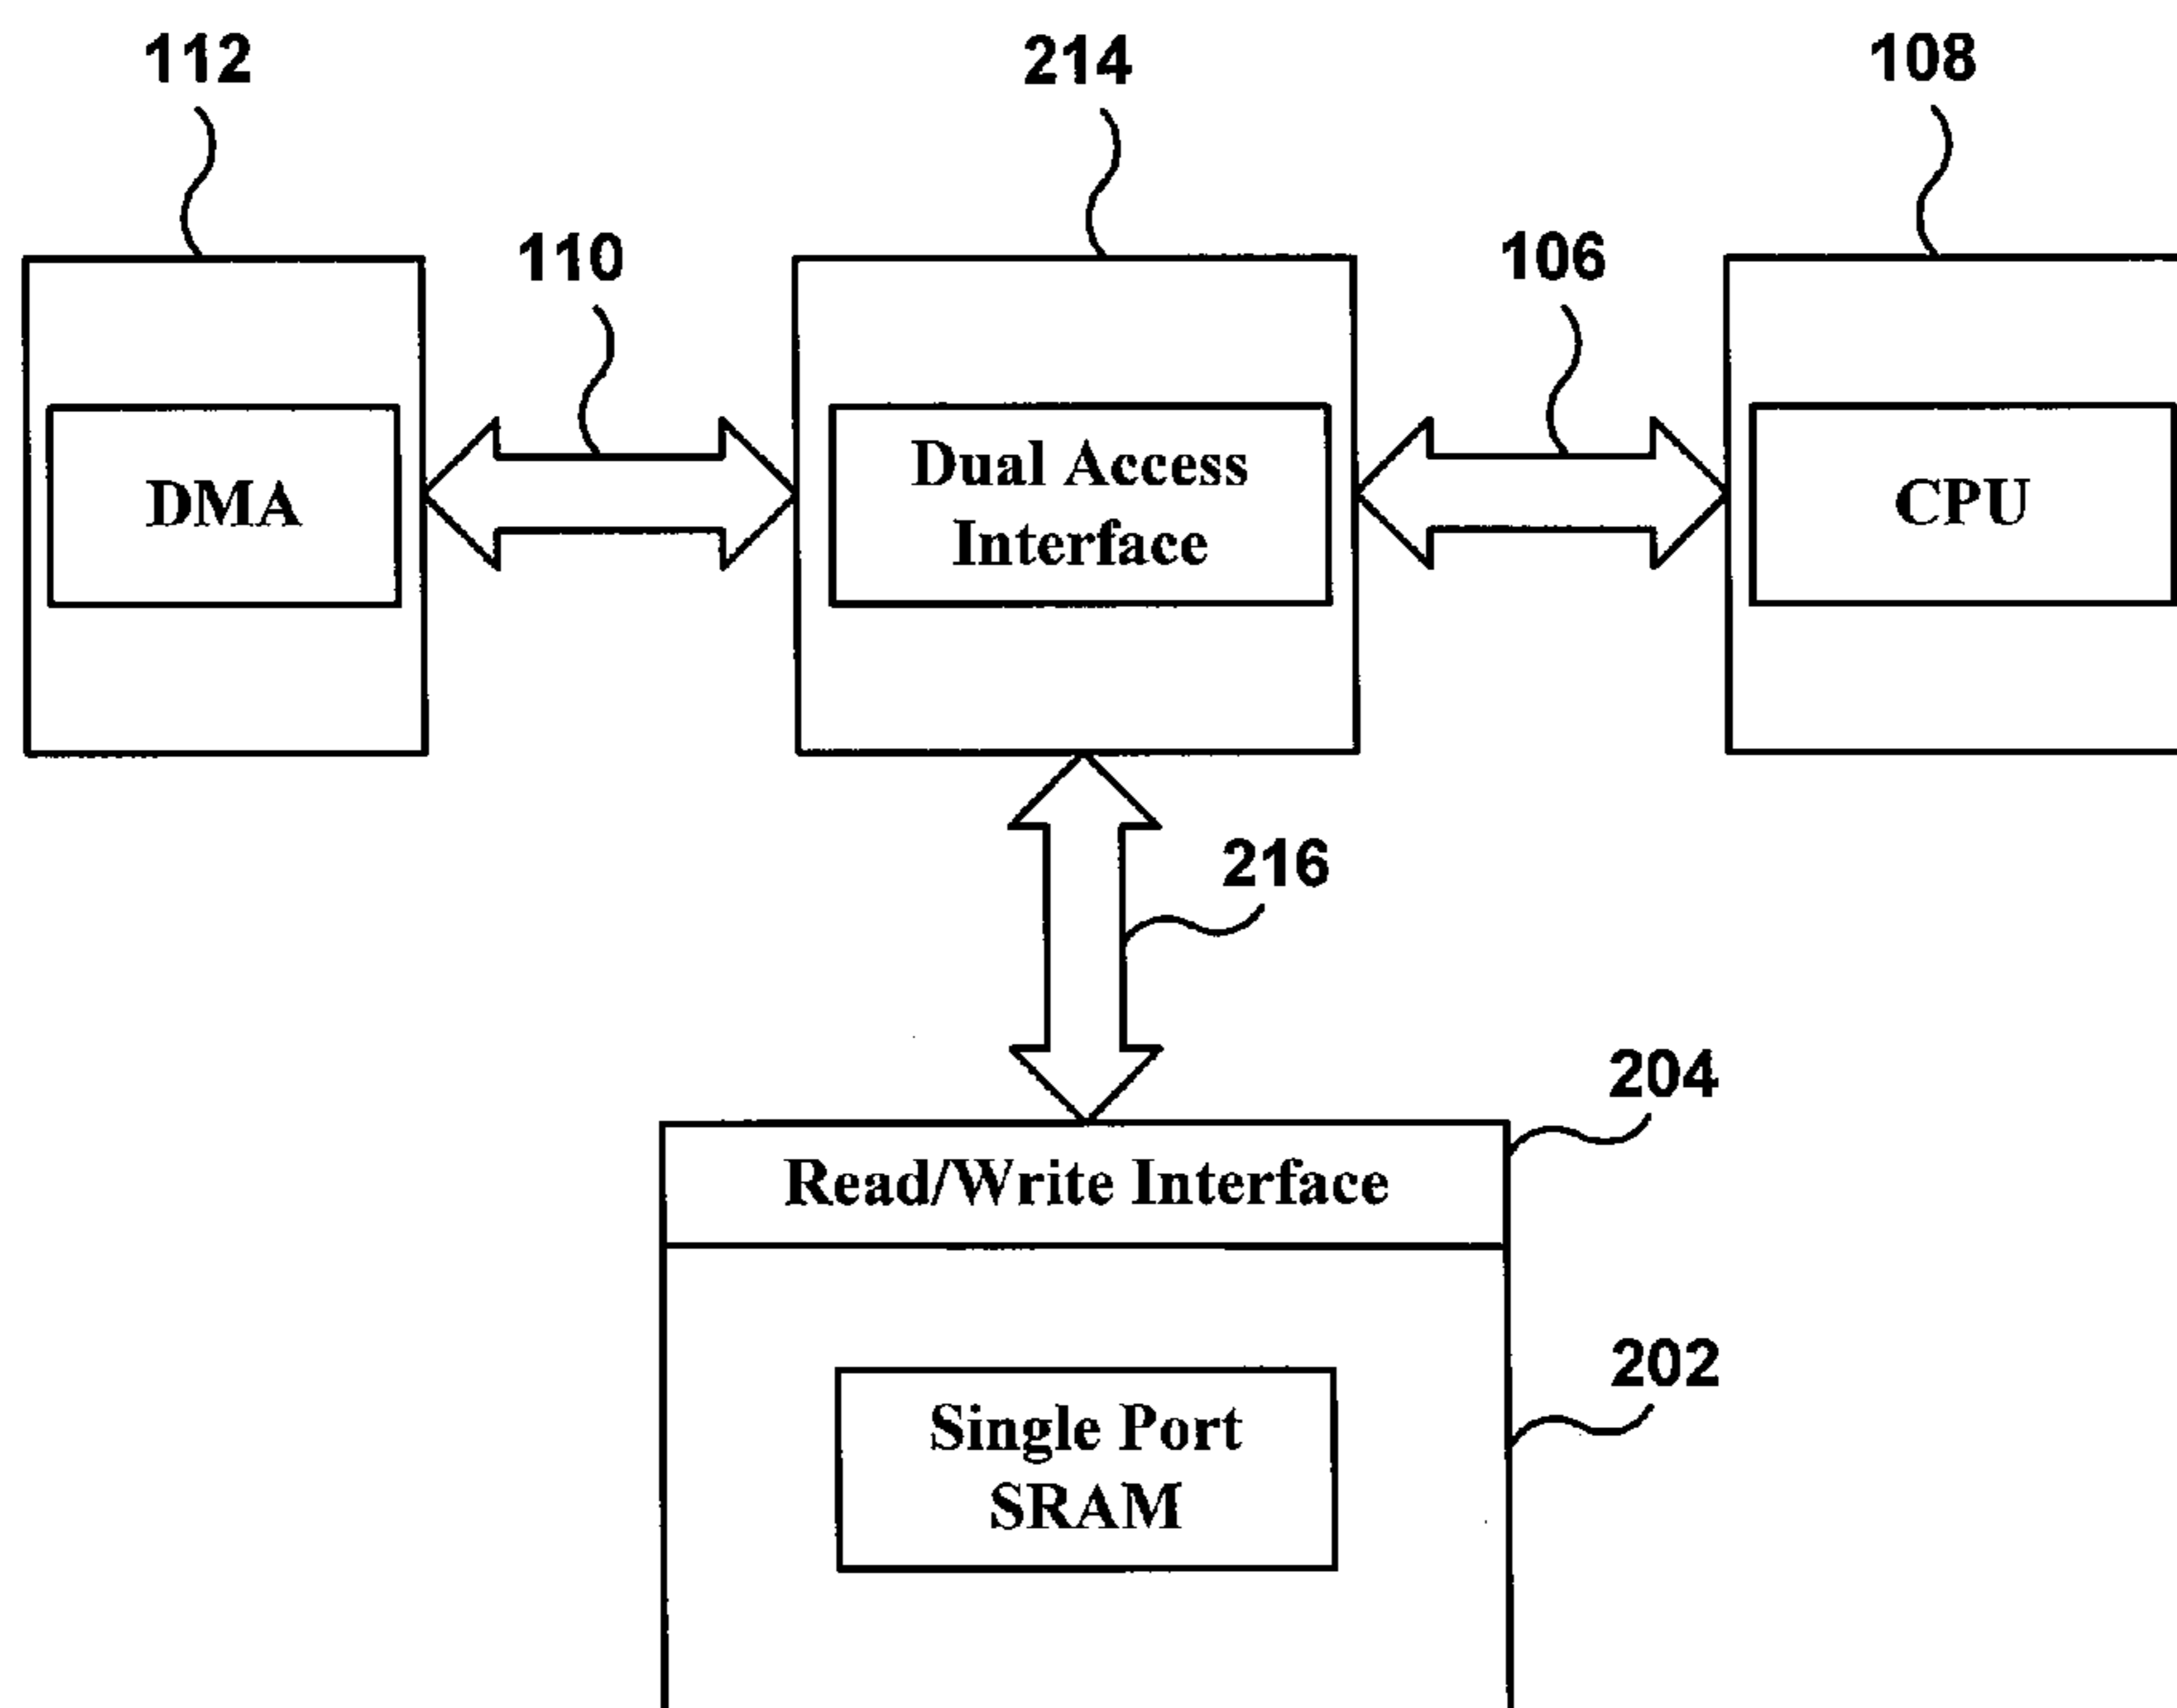 112
214
108
110
106
DMA
Dual Access
Interface
CPU
216
204
Read/Write Interface
202
Single Port
SRAM